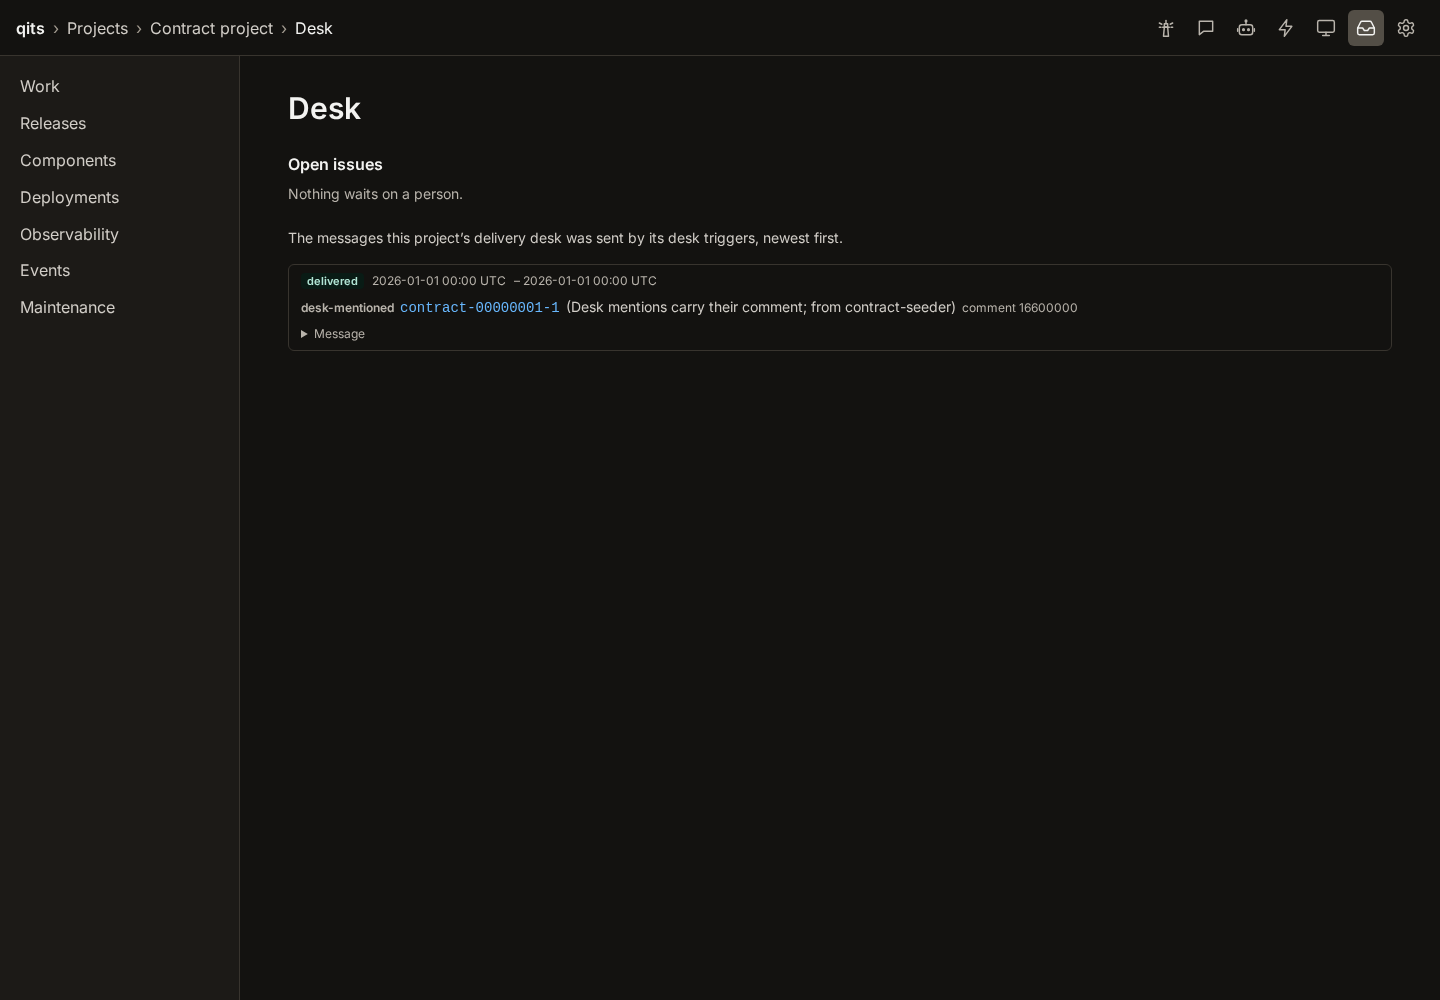 qits › Projects › Contract project › Desk
Work
Releases
Components
Deployments
Observability
Events
Maintenance
Desk
Open issues
Nothing waits on a person.
The messages this project’s delivery desk was sent by its desk triggers, newest first.
delivered 2026-01-01 00:00 UTC – 2026-01-01 00:00 UTC
desk-mentioned contract-00000001-1 (Desk mentions carry their comment; from contract-seeder) comment 16600000
Message